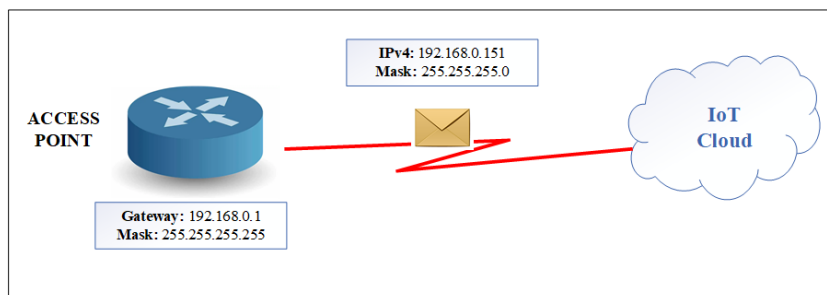 IPv4: 192.168.0.151
Mask: 255.255.255.0
ACCESS
POINT
IoT
Cloud
Gateway: 192.168.0.1
Mask: 255.255.255.255